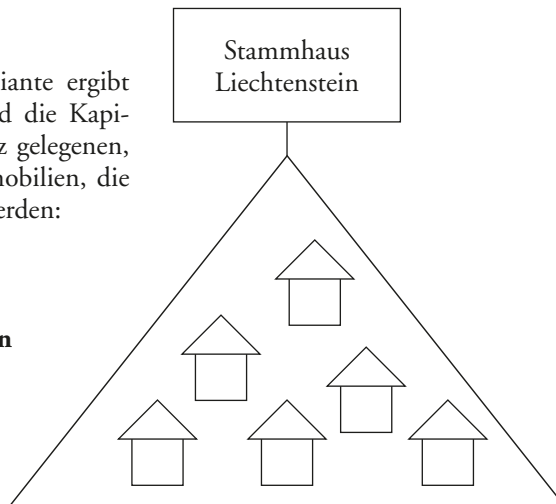 iante ergibt
d die Kapi-
z gelegenen,
nobilien, die
erden:
n
Stammhaus
Liechtenstein